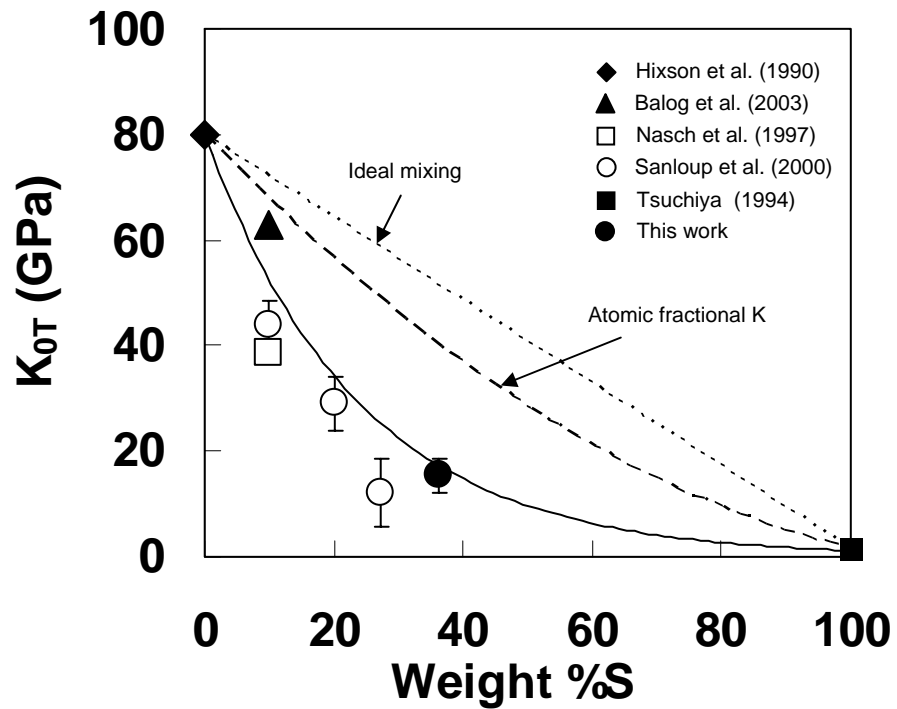 100
80
60
40
20
0
K0T (GPa)
Hixson et al. (1990)
Balog et al. (2003)
Nasch et al. (1997)
Sanloup et al. (2000)
Tsuchiya (1994)
This work
Ideal mixing
Atomic fractional K
0 20 40 60 80 100
Weight %S